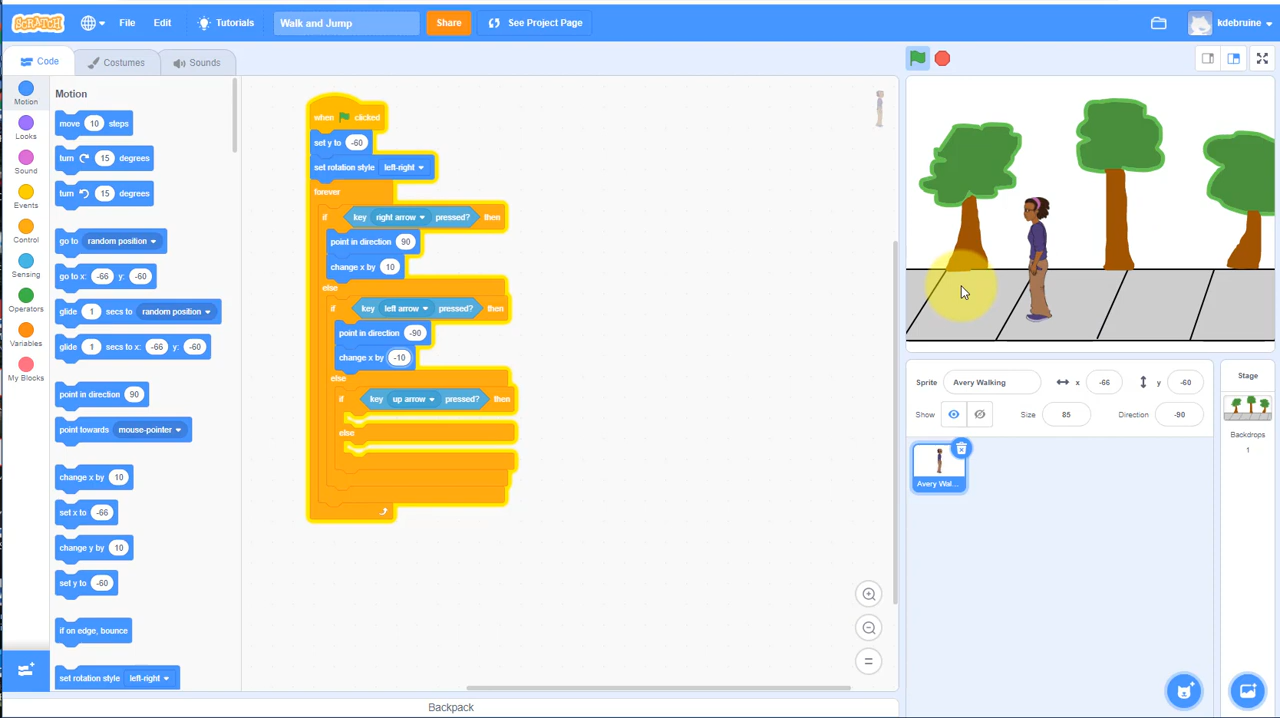 SCRATCH File Edit Tutorials Walk and Jump Share See Project Page kdebruine
Code Costumes Sounds
Motion
Looks
Sound
Events
Control
Sensing
Operators
Variables
My Blocks
Motion
move 10 steps
turn 15 degrees
turn 15 degrees
go to random position
go to x: -66 y: -60
glide 1 secs to random position
glide 1 secs to x: -66 y: -60
point in direction 90
point towards mouse-pointer
change x by 10
set x to -66
change y by 10
set y to -60
if on edge, bounce
set rotation style left-right
when clicked
set y to -60
set rotation style left-right
forever
if key right arrow pressed? then
point in direction 90
change x by 10
else
if key left arrow pressed? then
point in direction -90
change x by -10
else
if key up arrow pressed? then
else
Sprite Avery Walking x -66 y -60
Show Size 85 Direction -90
Avery Wal...
Stage
Backdrops
1
Backpack